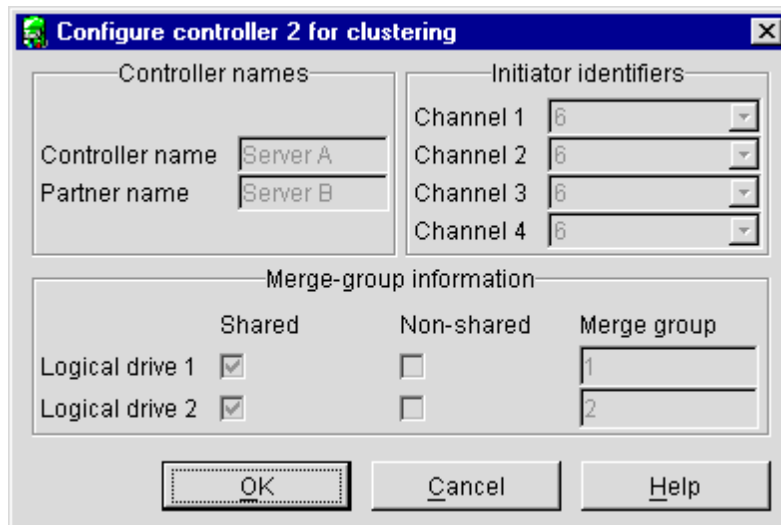 Configure controller 2 for clustering
Controller names
Controller name Server A
Partner name Server B
Initiator identifiers
Channel 1 6
Channel 2 6
Channel 3 6
Channel 4 6
Merge-group information
Shared Non-shared Merge group
Logical drive 1 1
Logical drive 2 2
OK Cancel Help